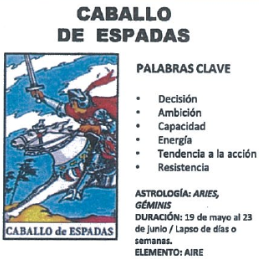 CABALLO
DE ESPADAS
PALABRAS CLAVE
• Decisión
• Ambición
• Capacidad
• Energía
• Tendencia a la acción
• Resistencia
ASTROLOGÍA: ARIES,
GÉMINIS
DURACIÓN: 19 de mayo al 23
de junio / Lapso de días o
semanas.
ELEMENTO: AIRE
CABALLO de ESPADAS